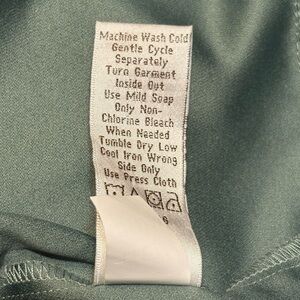 Machine Wash Cold
Gentle Cycle
Separately
Turn Garment
Inside Out
Use Mild Soap
Only Non-
Chlorine Bleach
When Needed
Tumble Dry Low
Cool Iron Wrong
Side Only
Use Press Cloth
6